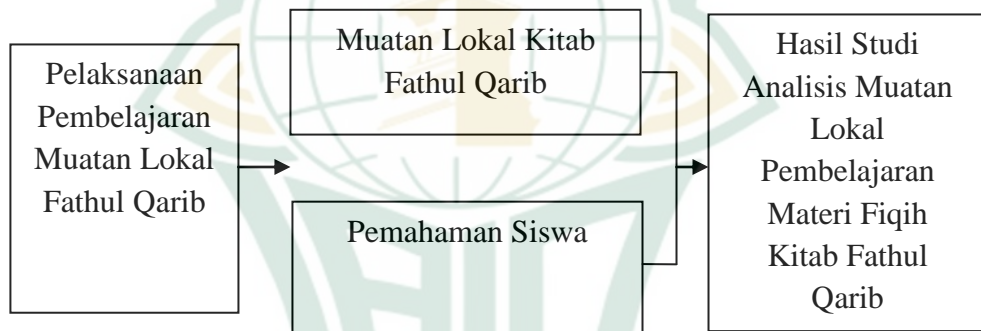 Pelaksanaan
Pembelajaran
Muatan Lokal
Fathul Qarib
Muatan Lokal Kitab
Fathul Qarib
Pemahaman Siswa
Hasil Studi
Analisis Muatan
Lokal
Pembelajaran
Materi Fiqih
Kitab Fathul
Qarib